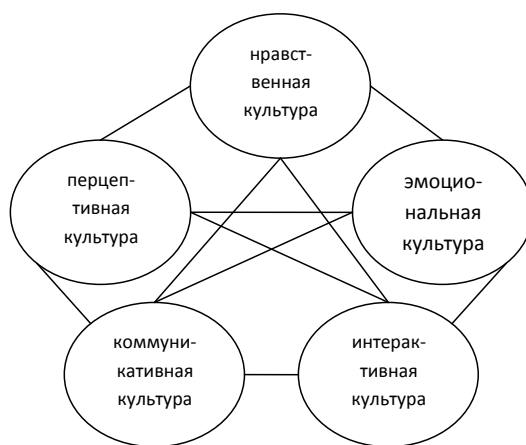 нравст-
венная
культура
перцеп-
тивная
культура
эмоцио-
нальная
культура
коммуни-
кативная
культура
интерак-
тивная
культура